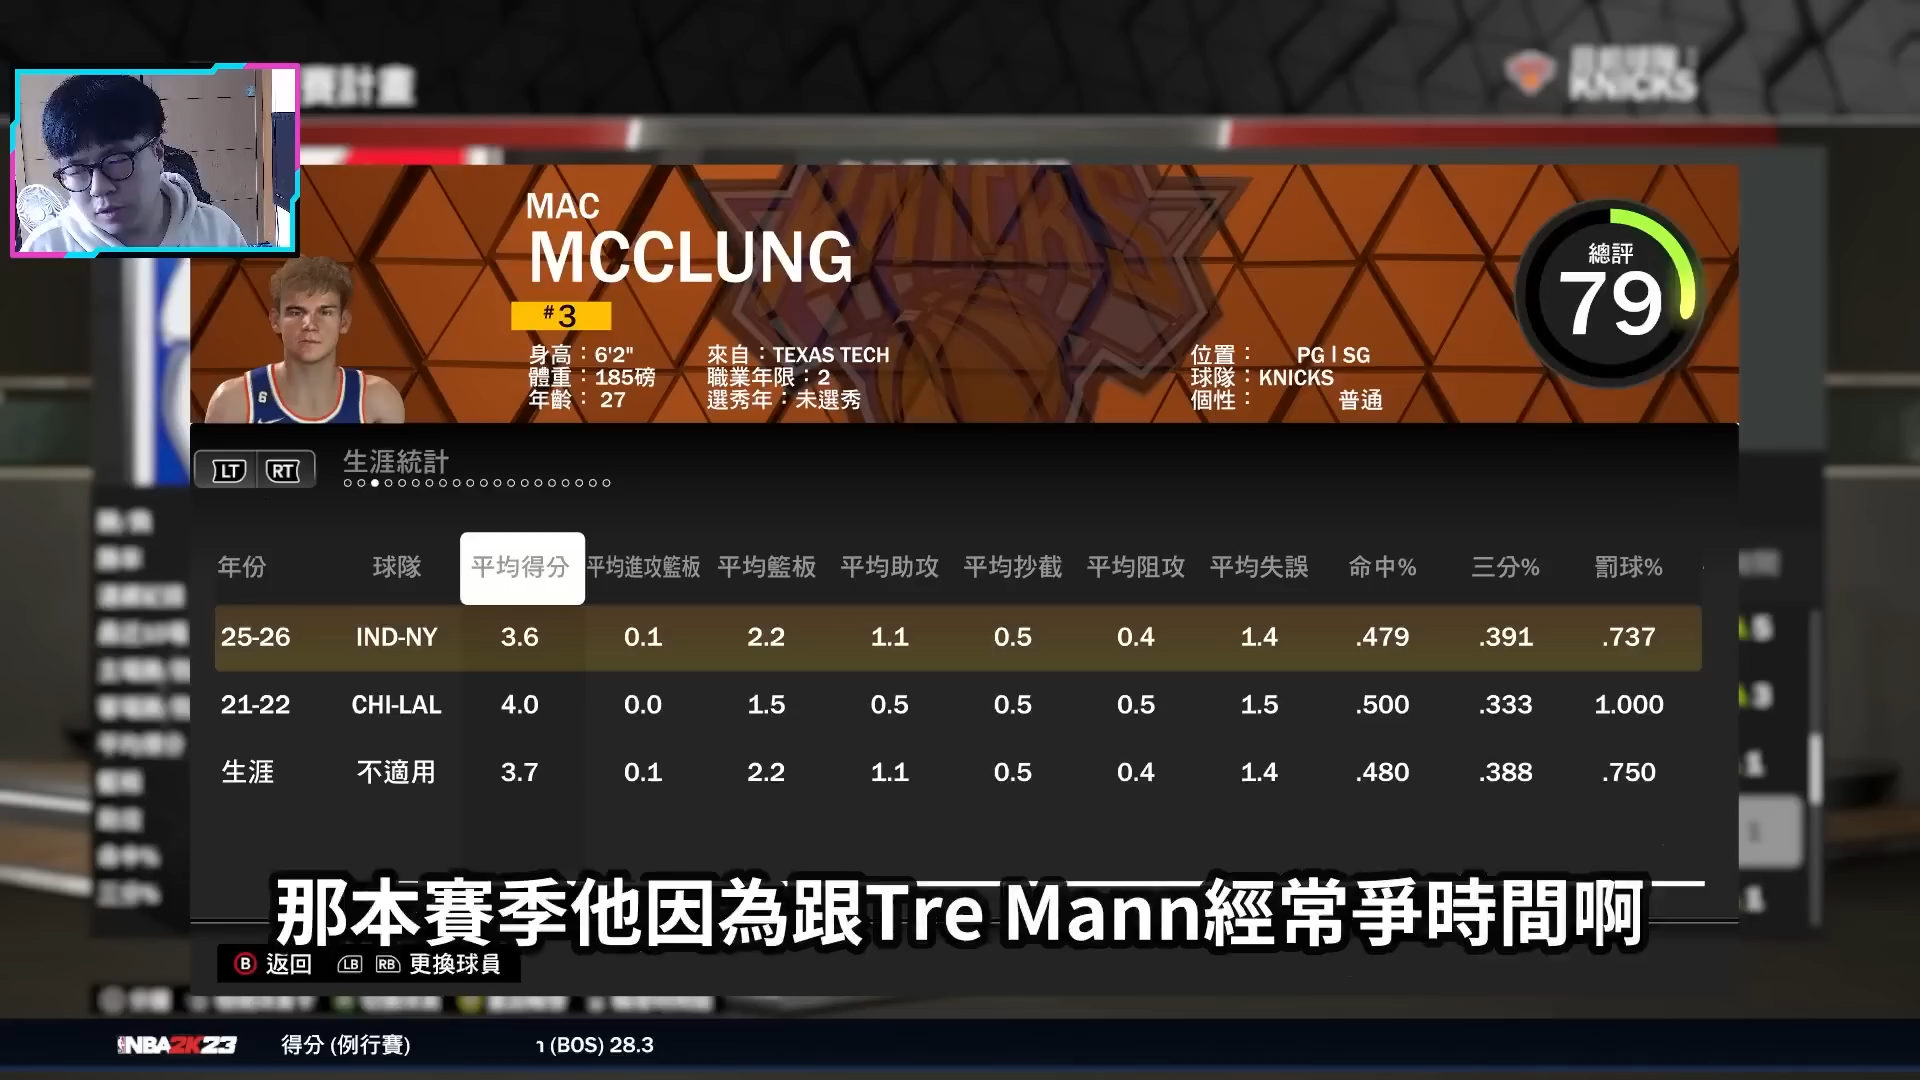 賽計畫
KNICKS
MAC
MCCLUNG
#3
身高：6'2"
體重：185磅
年齡： 27
來自：TEXAS TECH
職業年限：2
選秀年：未選秀
位置： PG | SG
球隊：KNICKS
個性： 普通
總評
79
6
LT RT 生涯統計
年份 球隊 平均得分 平均進攻籃板 平均籃板 平均助攻 平均抄截 平均阻攻 平均失誤 命中% 三分% 罰球%
25-26 IND-NY 3.6 0.1 2.2 1.1 0.5 0.4 1.4 .479 .391 .737
21-22 CHI-LAL 4.0 0.0 1.5 0.5 0.5 0.5 1.5 .500 .333 1.000
生涯 不適用 3.7 0.1 2.2 1.1 0.5 0.4 1.4 .480 .388 .750
那本賽季他因為跟Tre Mann經常爭時間啊
B 返回 LB RB 更換球員
NBA2K23 得分 (例行賽) (BOS) 28.3